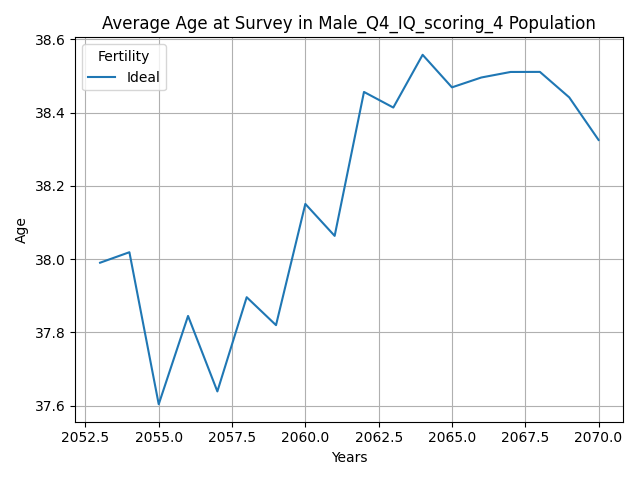 Average Age at Survey in Male_Q4_IQ_scoring_4 Population
Fertility
Ideal
38.6
38.4
38.2
38.0
37.8
37.6
Age
2052.5 2055.0 2057.5 2060.0 2062.5 2065.0 2067.5 2070.0
Years